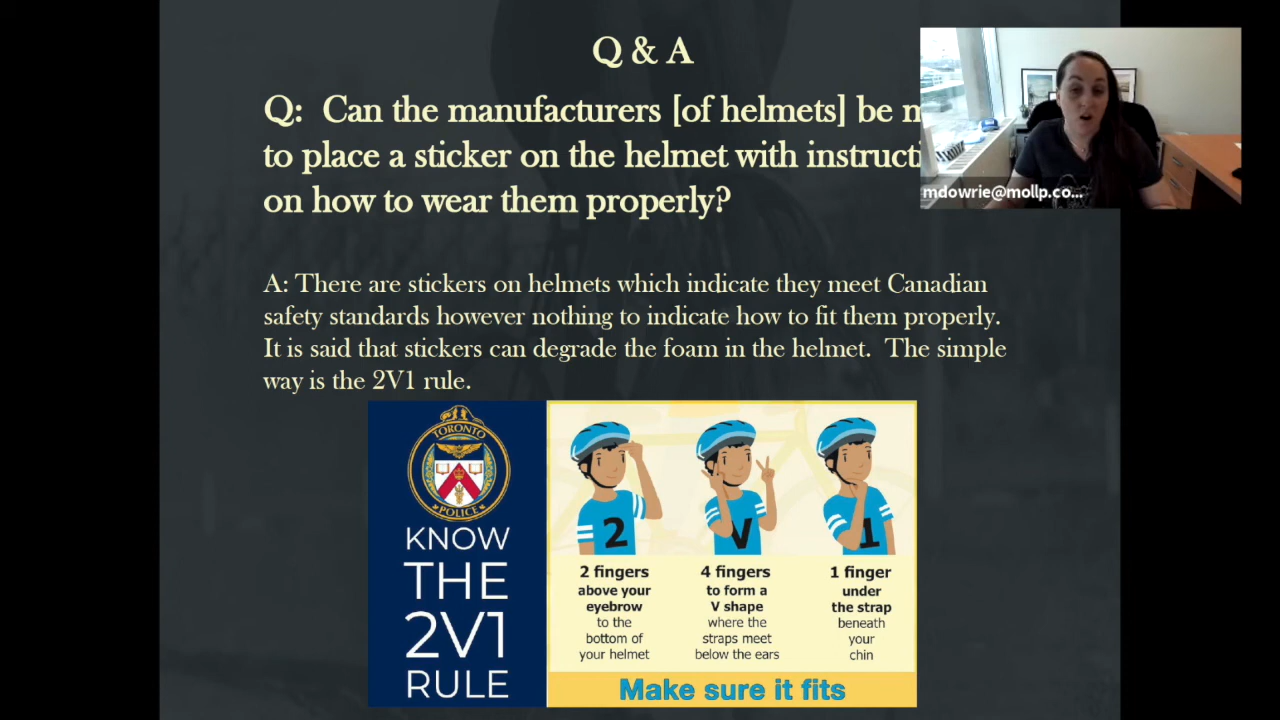 Q & A
Q: Can the manufacturers [of helmets] be m
to place a sticker on the helmet with instructi
on how to wear them properly?
mdowrie@mollp.co...
A: There are stickers on helmets which indicate they meet Canadian
safety standards however nothing to indicate how to fit them properly.
It is said that stickers can degrade the foam in the helmet. The simple
way is the 2V1 rule.
TORONTO
POLICE
KNOW
THE
2V1
RULE
2
V
1
2 fingers
above your
eyebrow
to the
bottom of
your helmet
4 fingers
to form a
V shape
where the
straps meet
below the ears
1 finger
under
the strap
beneath
your
chin
Make sure it fits